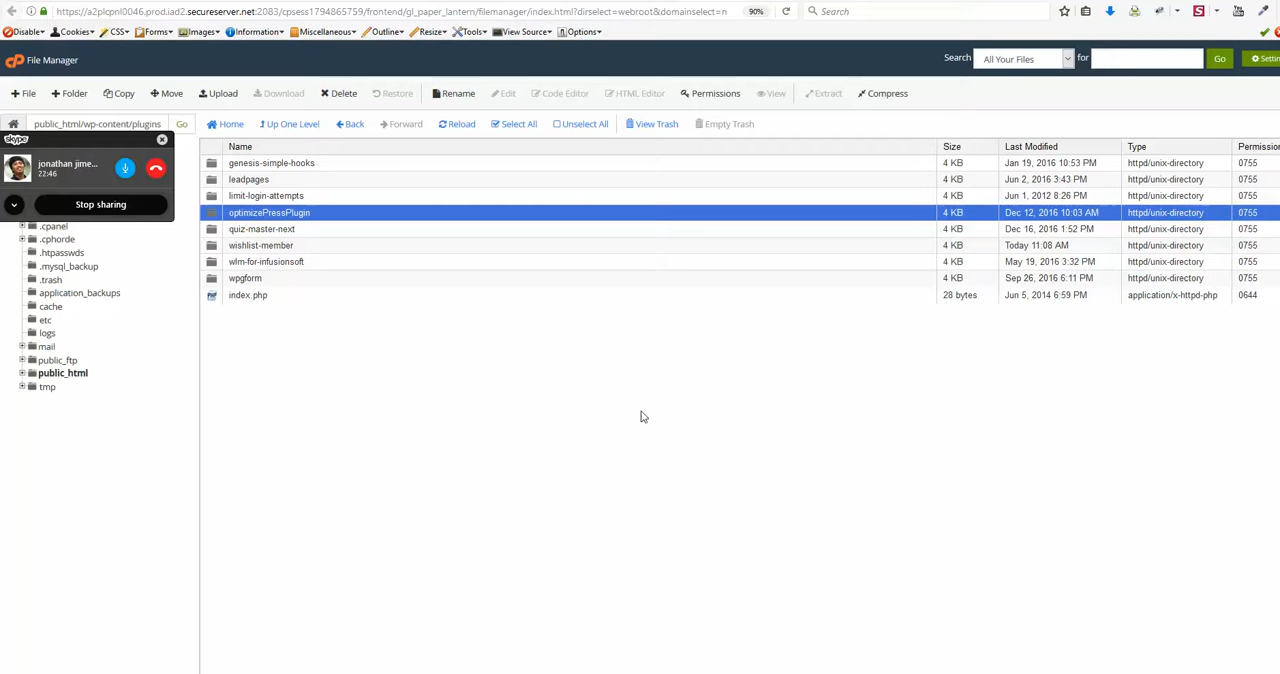 https://a2plcpnl0046.prod.iad2.secureserver.net:2083/cpsess1794865759/frontend/gl_paper_lantern/filemanager/index.html?dirselect=webroot&domainselect=n 90% Search
Disable Cookies CSS Forms Images Information Miscellaneous Outline Resize Tools View Source Options
cP File Manager Search All Your Files for Go Settin
File Folder Copy Move Upload Download Delete Restore Rename Edit Code Editor HTML Editor Permissions View Extract Compress
public_html/wp-content/plugins Go Home Up One Level Back Forward Reload Select All Unselect All View Trash Empty Trash
skype
jonathan jime...
22:46
Stop sharing
.cpanel
.cphorde
.htpasswds
.mysql_backup
.trash
application_backups
cache
etc
logs
mail
public_ftp
public_html
tmp
Name Size Last Modified Type Permissio
genesis-simple-hooks 4 KB Jan 19, 2016 10:53 PM httpd/unix-directory 0755
leadpages 4 KB Jun 2, 2016 3:43 PM httpd/unix-directory 0755
limit-login-attempts 4 KB Jun 1, 2012 8:26 PM httpd/unix-directory 0755
optimizePressPlugin 4 KB Dec 12, 2016 10:03 AM httpd/unix-directory 0755
quiz-master-next 4 KB Dec 16, 2016 1:52 PM httpd/unix-directory 0755
wishlist-member 4 KB Today 11:08 AM httpd/unix-directory 0755
wlm-for-infusionsoft 4 KB May 19, 2016 3:32 PM httpd/unix-directory 0755
wpgform 4 KB Sep 26, 2016 6:11 PM httpd/unix-directory 0755
index.php 28 bytes Jun 5, 2014 6:59 PM application/x-httpd-php 0644